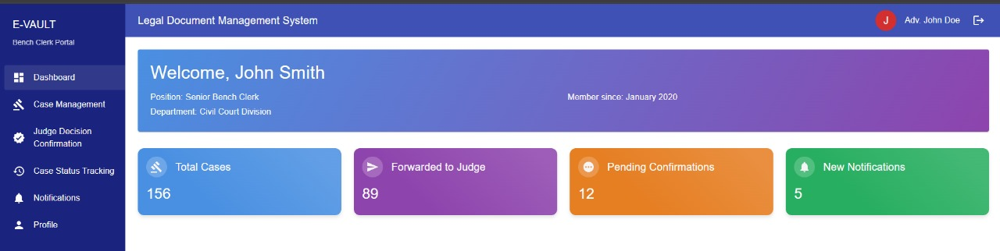 E-VAULT
Bench Clerk Portal
Dashboard
Case Management
Judge Decision
Confirmation
Case Status Tracking
Notifications
Profile
Legal Document Management System
J
Adv. John Doe
Welcome, John Smith
Position: Senior Bench Clerk
Member since: January 2020
Department: Civil Court Division
Total Cases
156
Forwarded to Judge
89
Pending Confirmations
12
New Notifications
5